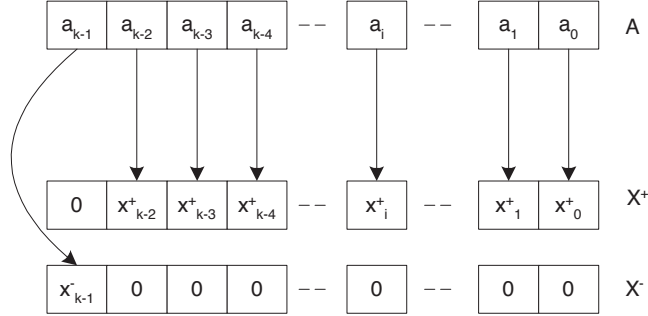 a_{k-1} a_{k-2} a_{k-3} a_{k-4} -- a_i -- a_1 a_0 A
0 x^+_{k-2} x^+_{k-3} x^+_{k-4} -- x^+_i -- x^+_1 x^+_0 X^+
x^-_{k-1} 0 0 0 -- 0 -- 0 0 X^-